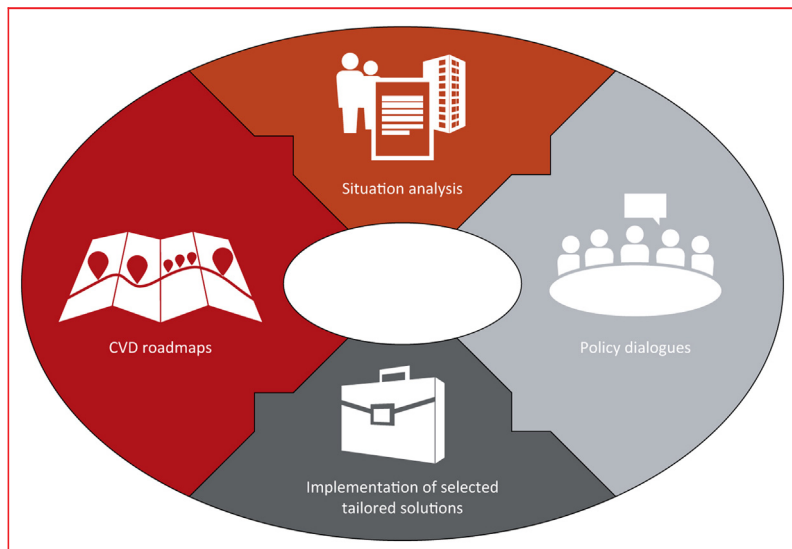 Situation analysis
CVD roadmaps
Policy dialogues
Implementation of selected
tailored solutions